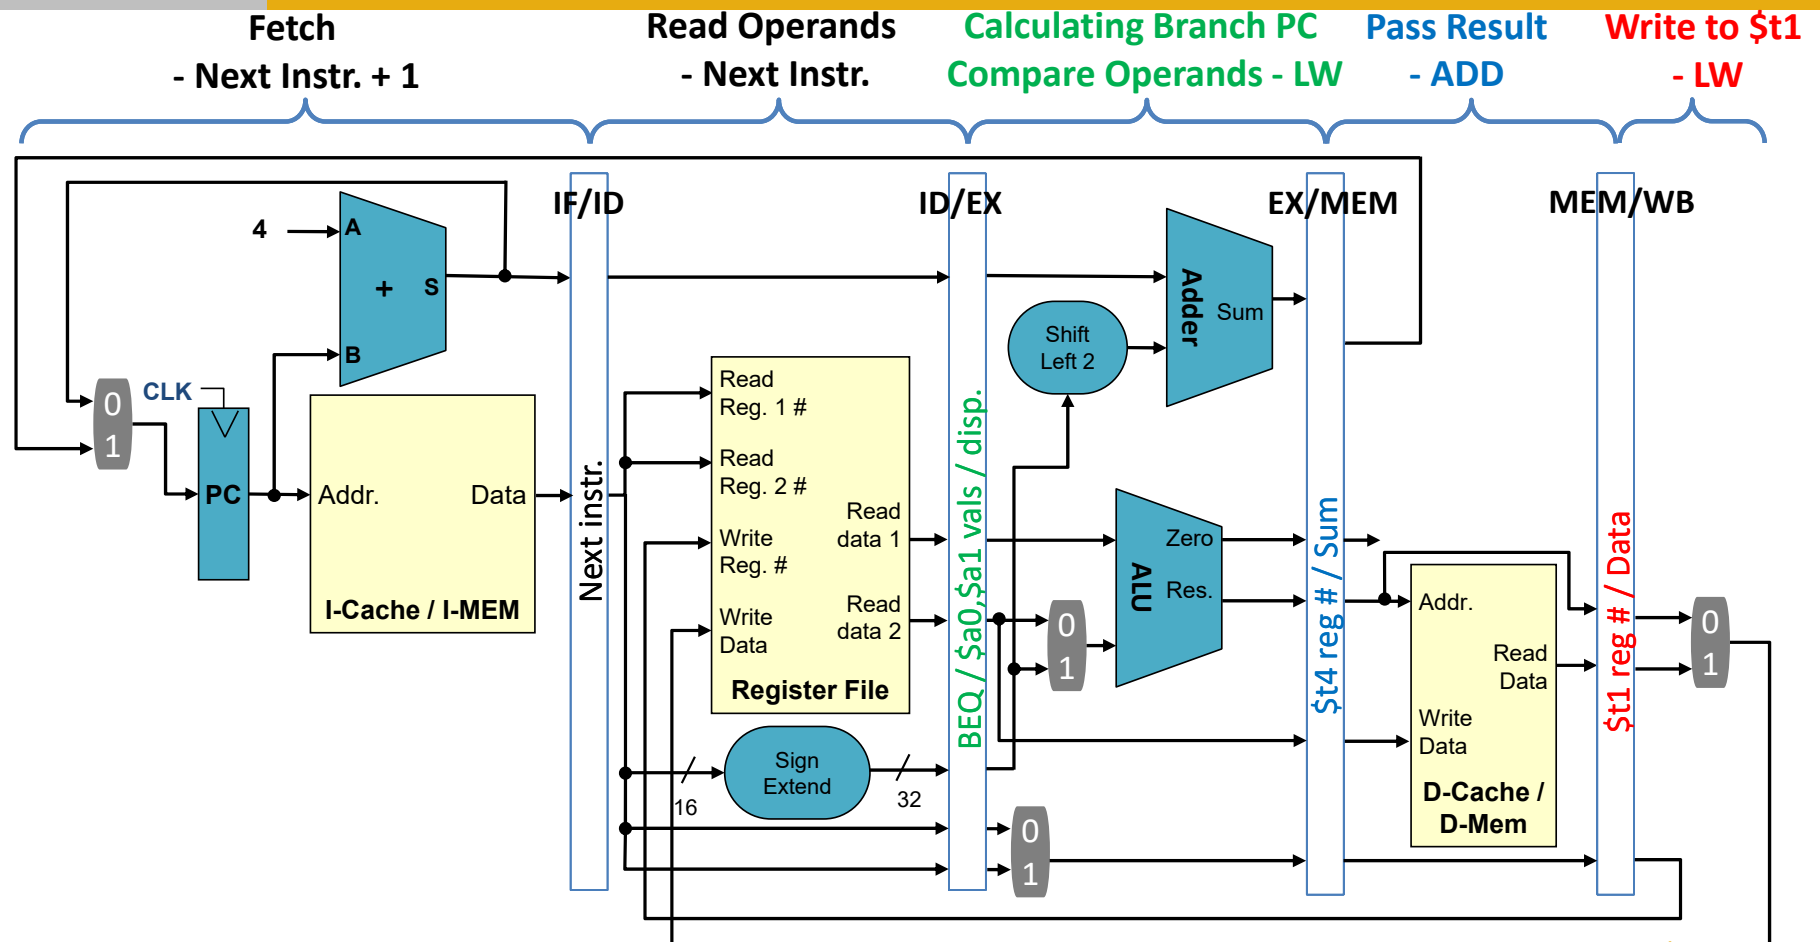 Fetch
- Next Instr. + 1
Read Operands
- Next Instr.
Calculating Branch PC
Compare Operands - LW
Pass Result
- ADD
Write to $t1
- LW
IF/ID
ID/EX
EX/MEM
MEM/WB
4
A
+
S
B
CLK
0
1
PC
Addr.
Data
I-Cache / I-MEM
Next instr.
Read
Reg. 1 #
Read
Reg. 2 #
Write
Reg. #
Write
Data
Read
data 1
Read
data 2
Register File
Sign
Extend
16
32
BEQ / $a0,$a1 vals / disp.
Shift
Left 2
Adder
Sum
ALU
Zero
Res.
0
1
0
1
$t4 reg # / Sum
Addr.
Read
Data
Write
Data
D-Cache /
D-Mem
$t1 reg # / Data
0
1